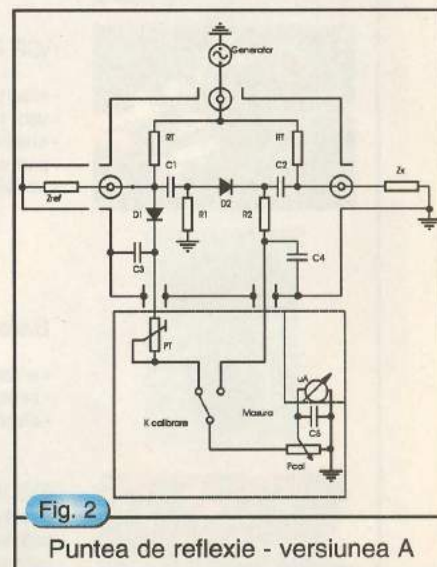 Generator
RT
RT
C1
C2
Zref
Zx
D2
D1
R1
R2
C3
C4
PT
uA
C5
K calibrare
Masura
Pcal
Fig. 2
Puntea de reflexie - versiunea A